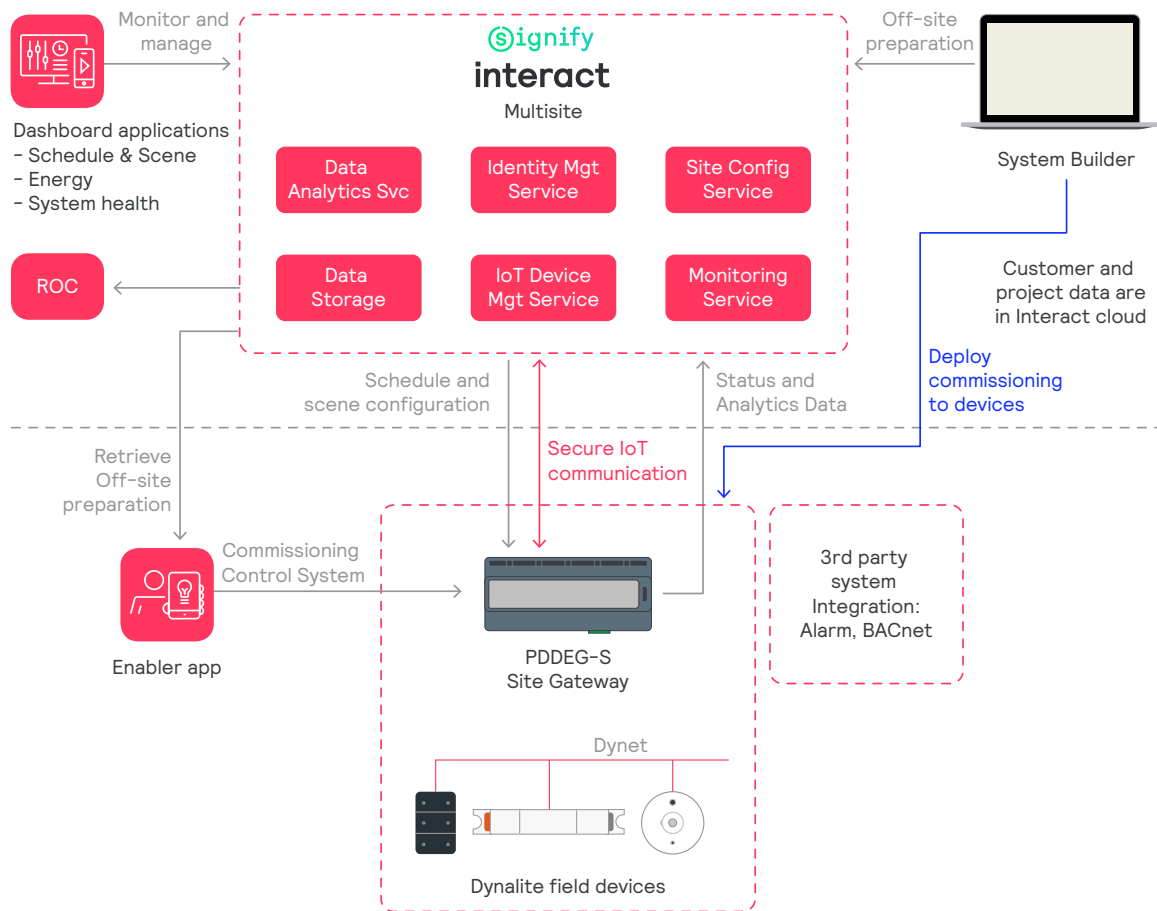 Monitor and
manage
Dashboard applications
- Schedule & Scene
- Energy
- System health
ROC
Signify
interact
Multisite
Data
Analytics Svc
Identity Mgt
Service
Site Config
Service
Data
Storage
IoT Device
Mgt Service
Monitoring
Service
Off-site
preparation
System Builder
Customer and
project data are
in Interact cloud
Deploy
commissioning
to devices
Schedule and
scene configuration
Status and
Analytics Data
Secure IoT
communication
Retrieve
Off-site
preparation
Enabler app
Commissioning
Control System
PDDEG-S
Site Gateway
3rd party
system
Integration:
Alarm, BACnet
Dynet
Dynalite field devices